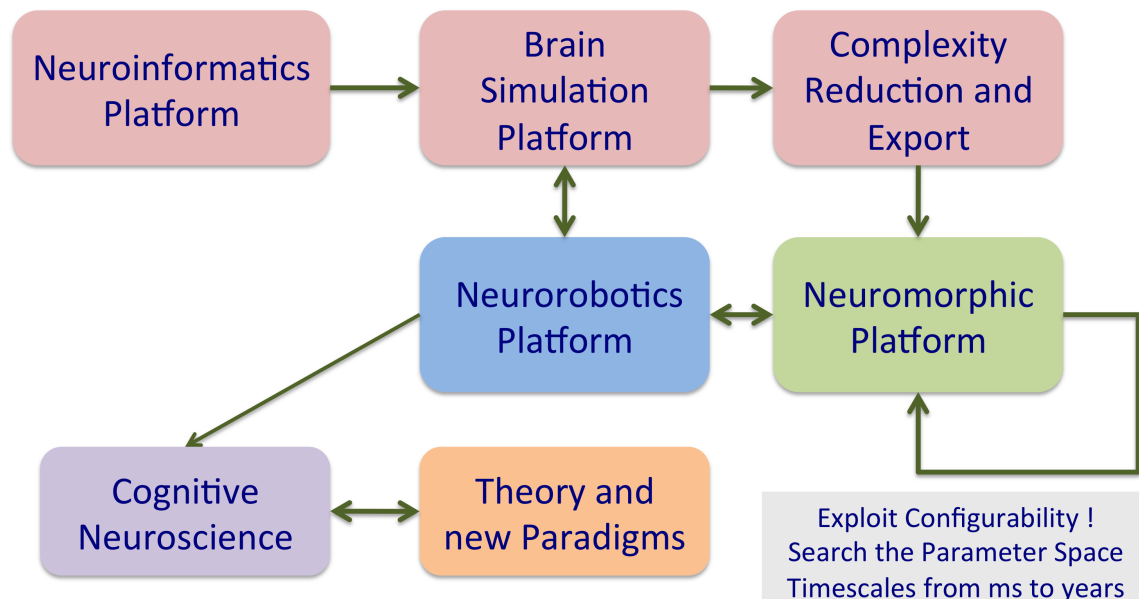 Neuroinformatics
Platform
Brain
Simulation
Platform
Complexity
Reduction and
Export
Neurorobotics
Platform
Neuromorphic
Platform
Cognitive
Neuroscience
Theory and
new Paradigms
Exploit Configurability !
Search the Parameter Space
Timescales from ms to years